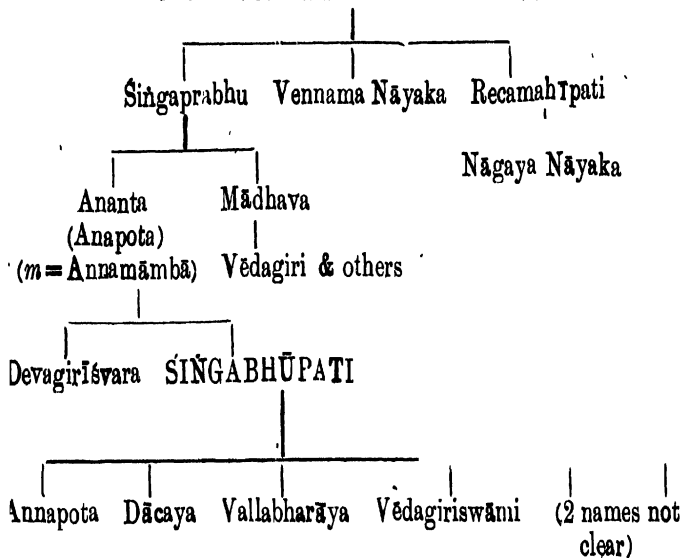 Śiṅgaprabhu Vennama Nāyaka Recamahīpati
Nāgaya Nāyaka
Ananta Mādhava
(Anapota)
(m = Annamāmbā) Vēdagiri & others
Devagirīśvara ŚIṄGABHŪPATI
Annapota Dācaya Vallabharāya Vēdagiriswāmi (2 names not
clear)